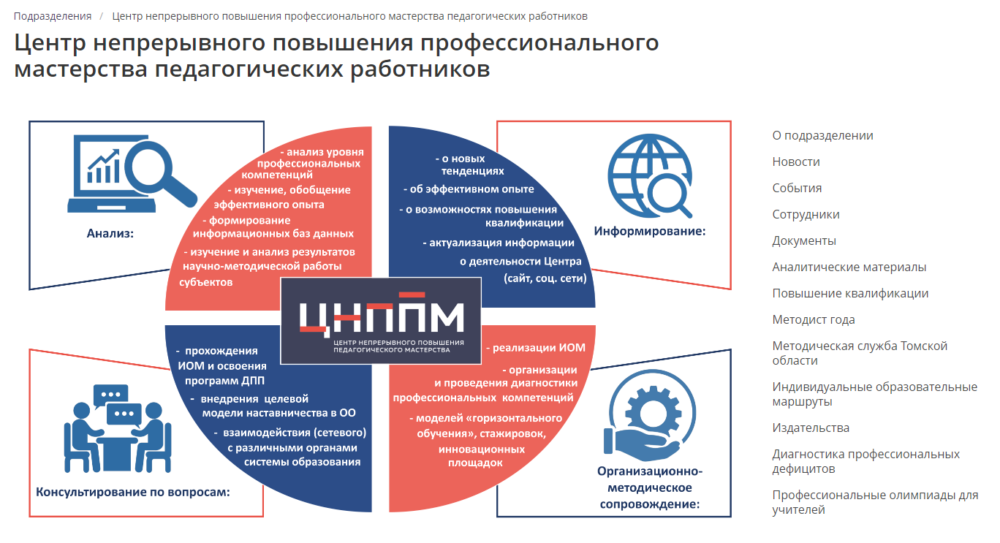 Подразделения / Центр непрерывного повышения профессионального мастерства педагогических работников
Центр непрерывного повышения профессионального
мастерства педагогических работников
Анализ:
- анализ уровня
профессиональных
компетенций
- изучение, обобщение
эффективного опыта
- формирование
информационных баз данных
- изучение и анализ результатов
научно-методической работы
субъектов
- о новых
тенденциях
- об эффективном опыте
- о возможностях повышения
квалификации
- актуализация информации
о деятельности Центра
(сайт, соц. сети)
Информирование:
ЦНППМ
ЦЕНТР НЕПРЕРЫВНОГО ПОВЫШЕНИЯ
ПЕДАГОГИЧЕСКОГО МАСТЕРСТВА
- прохождения
ИОМ и освоения
программ ДПП
- внедрения целевой
модели наставничества в ОО
- взаимодействия (сетевого)
с различными органами
системы образования
Консультирование по вопросам:
- реализации ИОМ
- организации
и проведения диагностики
профессиональных компетенций
- моделей «горизонтального
обучения», стажировок,
инновационных
площадок
Организационно-
методическое
сопровождение:
О подразделении
Новости
События
Сотрудники
Документы
Аналитические материалы
Повышение квалификации
Методист года
Методическая служба Томской
области
Индивидуальные образовательные
маршруты
Издательства
Диагностика профессиональных
дефицитов
Профессиональные олимпиады для
учителей